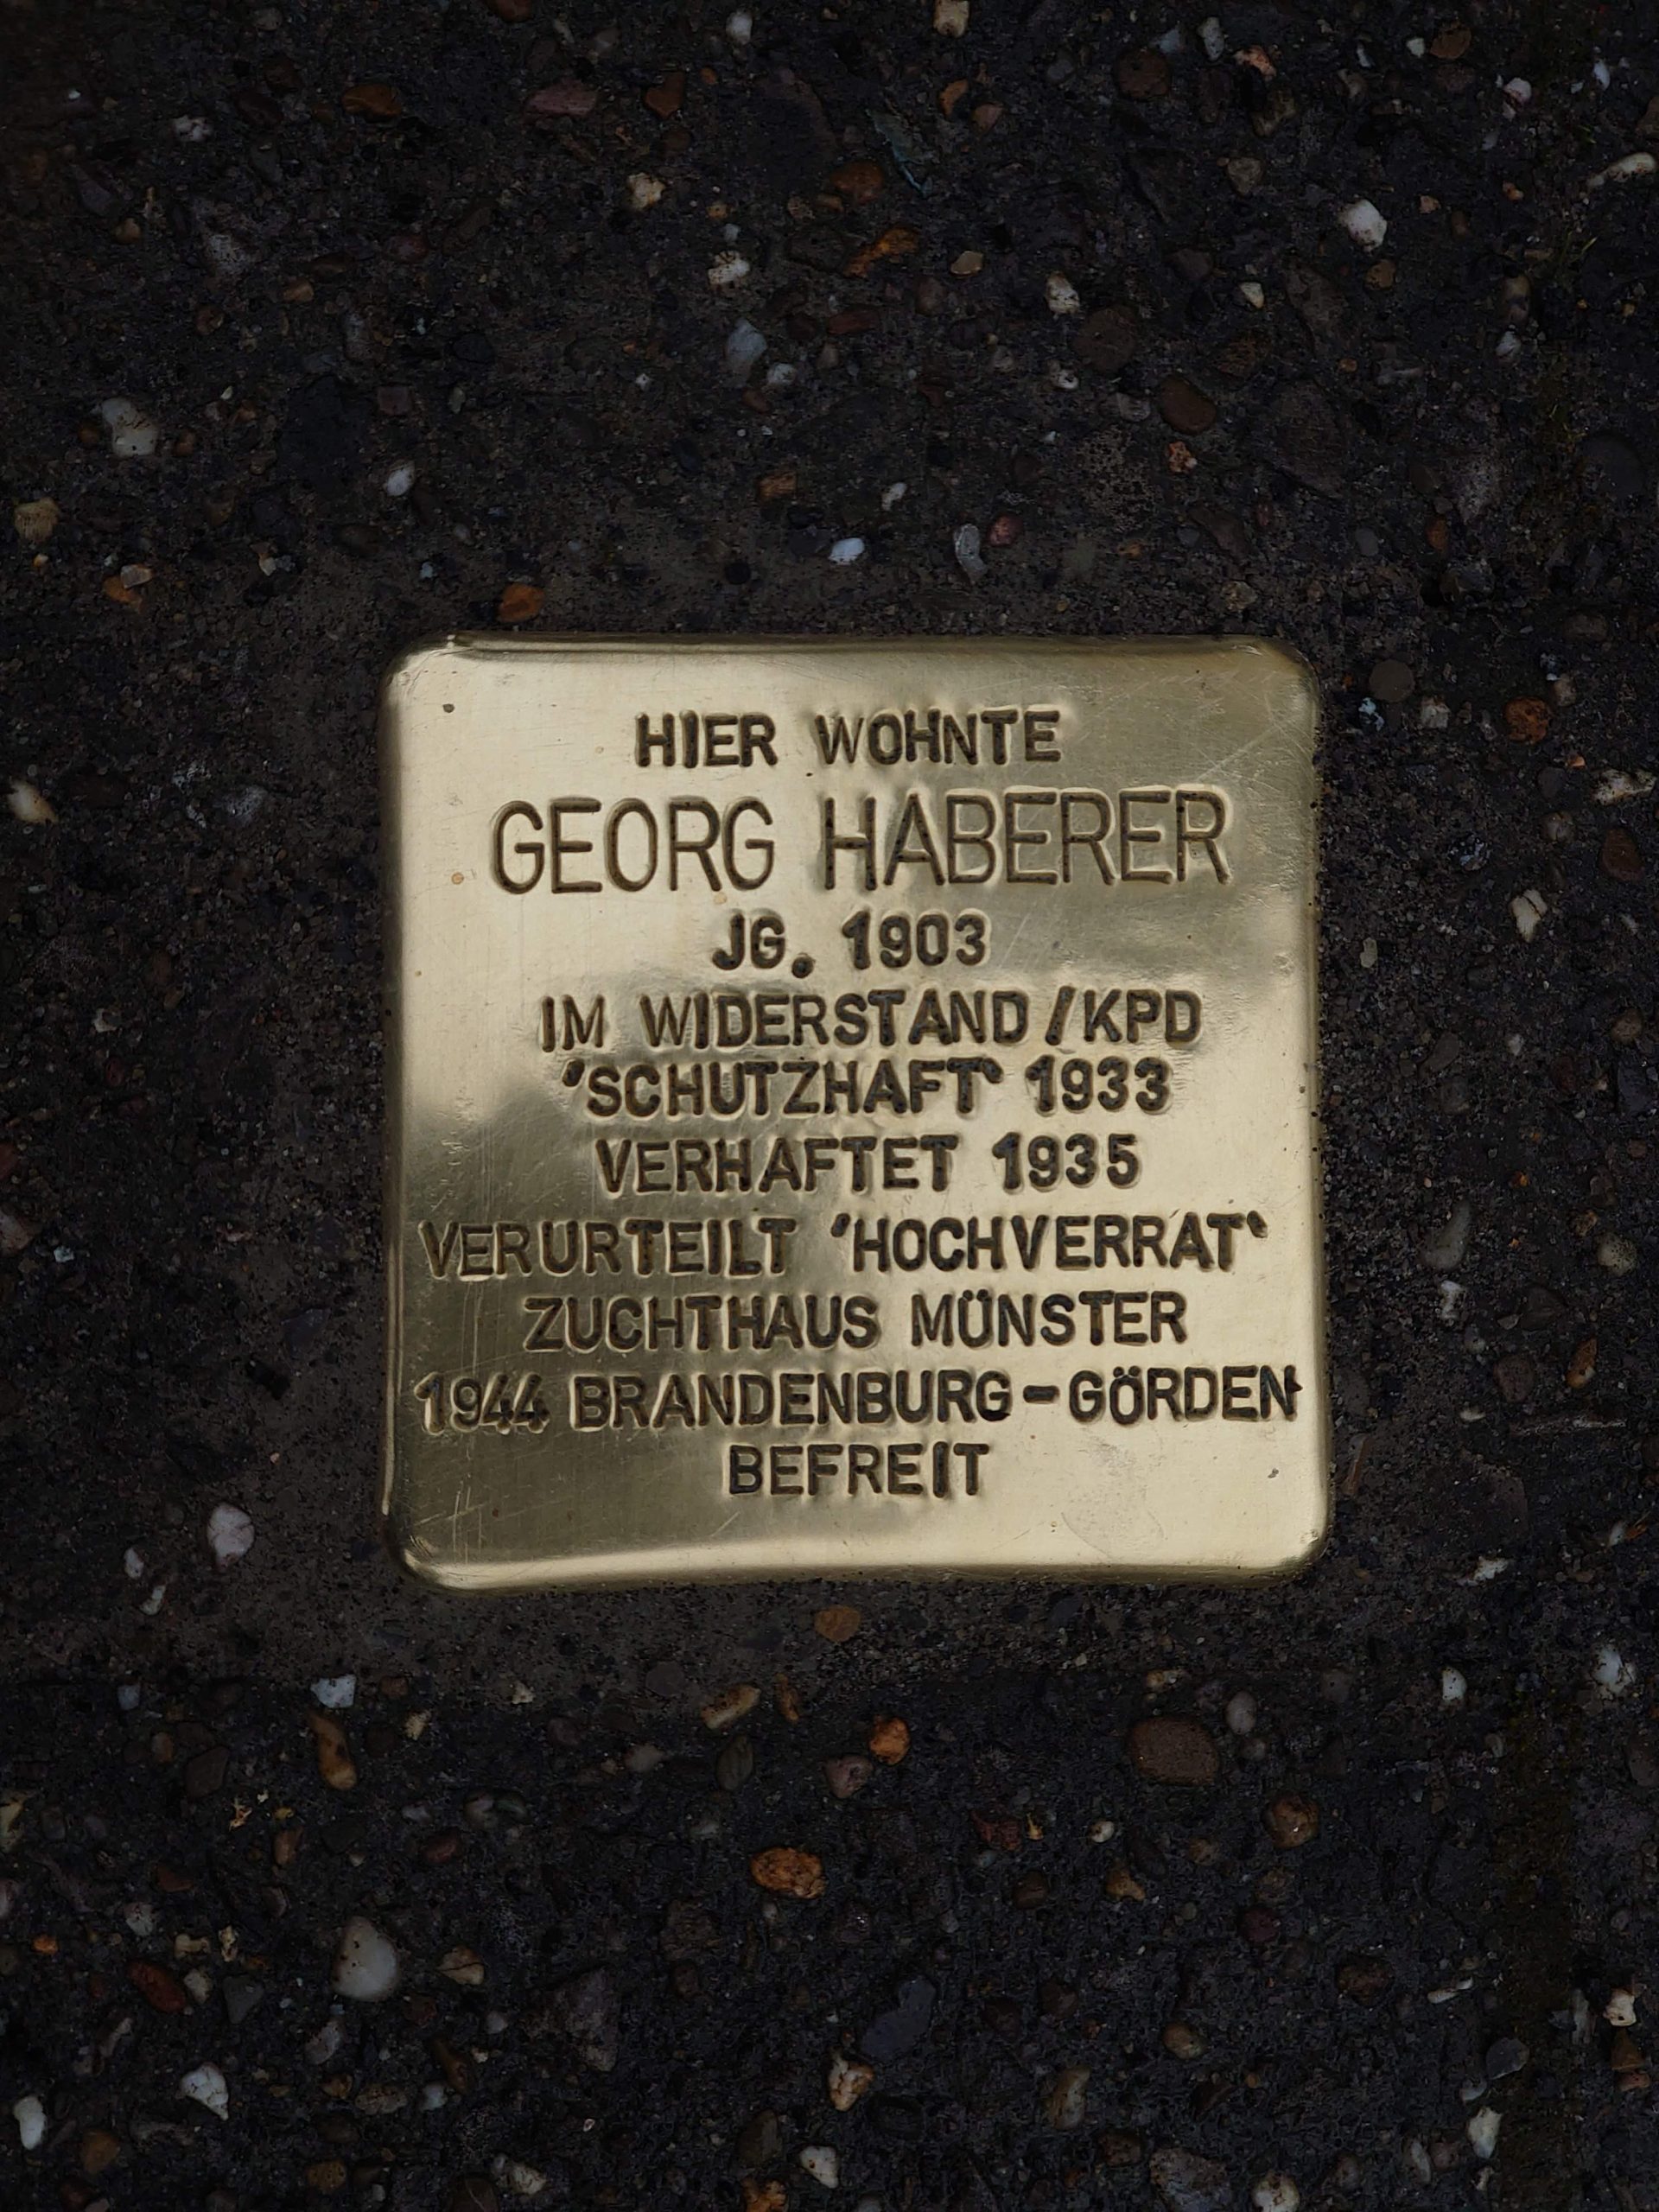 HIER WOHNTE
GEORG HABERER
JG. 1903
IM WIDERSTAND/KPD
'SCHUTZHAFT' 1933
VERHAFTET 1935
VERURTEILT 'HOCHVERRAT'
ZUCHTHAUS MÜNSTER
1944 BRANDENBURG-GÖRDEN
BEFREIT